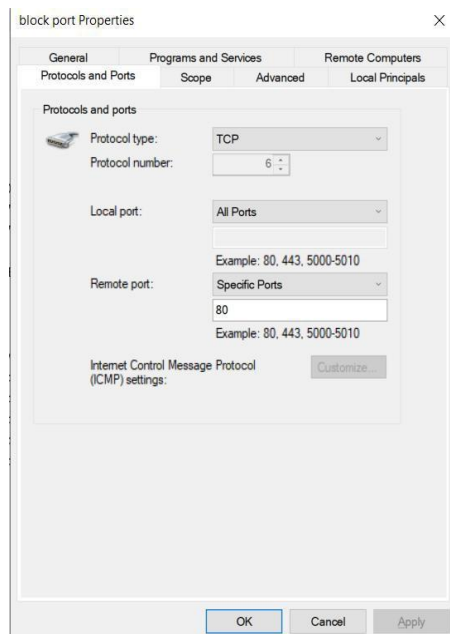 block port Properties
General Programs and Services Remote Computers
Protocols and Ports Scope Advanced Local Principals
Protocols and ports
Protocol type: TCP
Protocol number: 6
Local port: All Ports
Example: 80, 443, 5000-5010
Remote port: Specific Ports
80
Example: 80, 443, 5000-5010
Internet Control Message Protocol
(ICMP) settings: Customize...
OK Cancel Apply